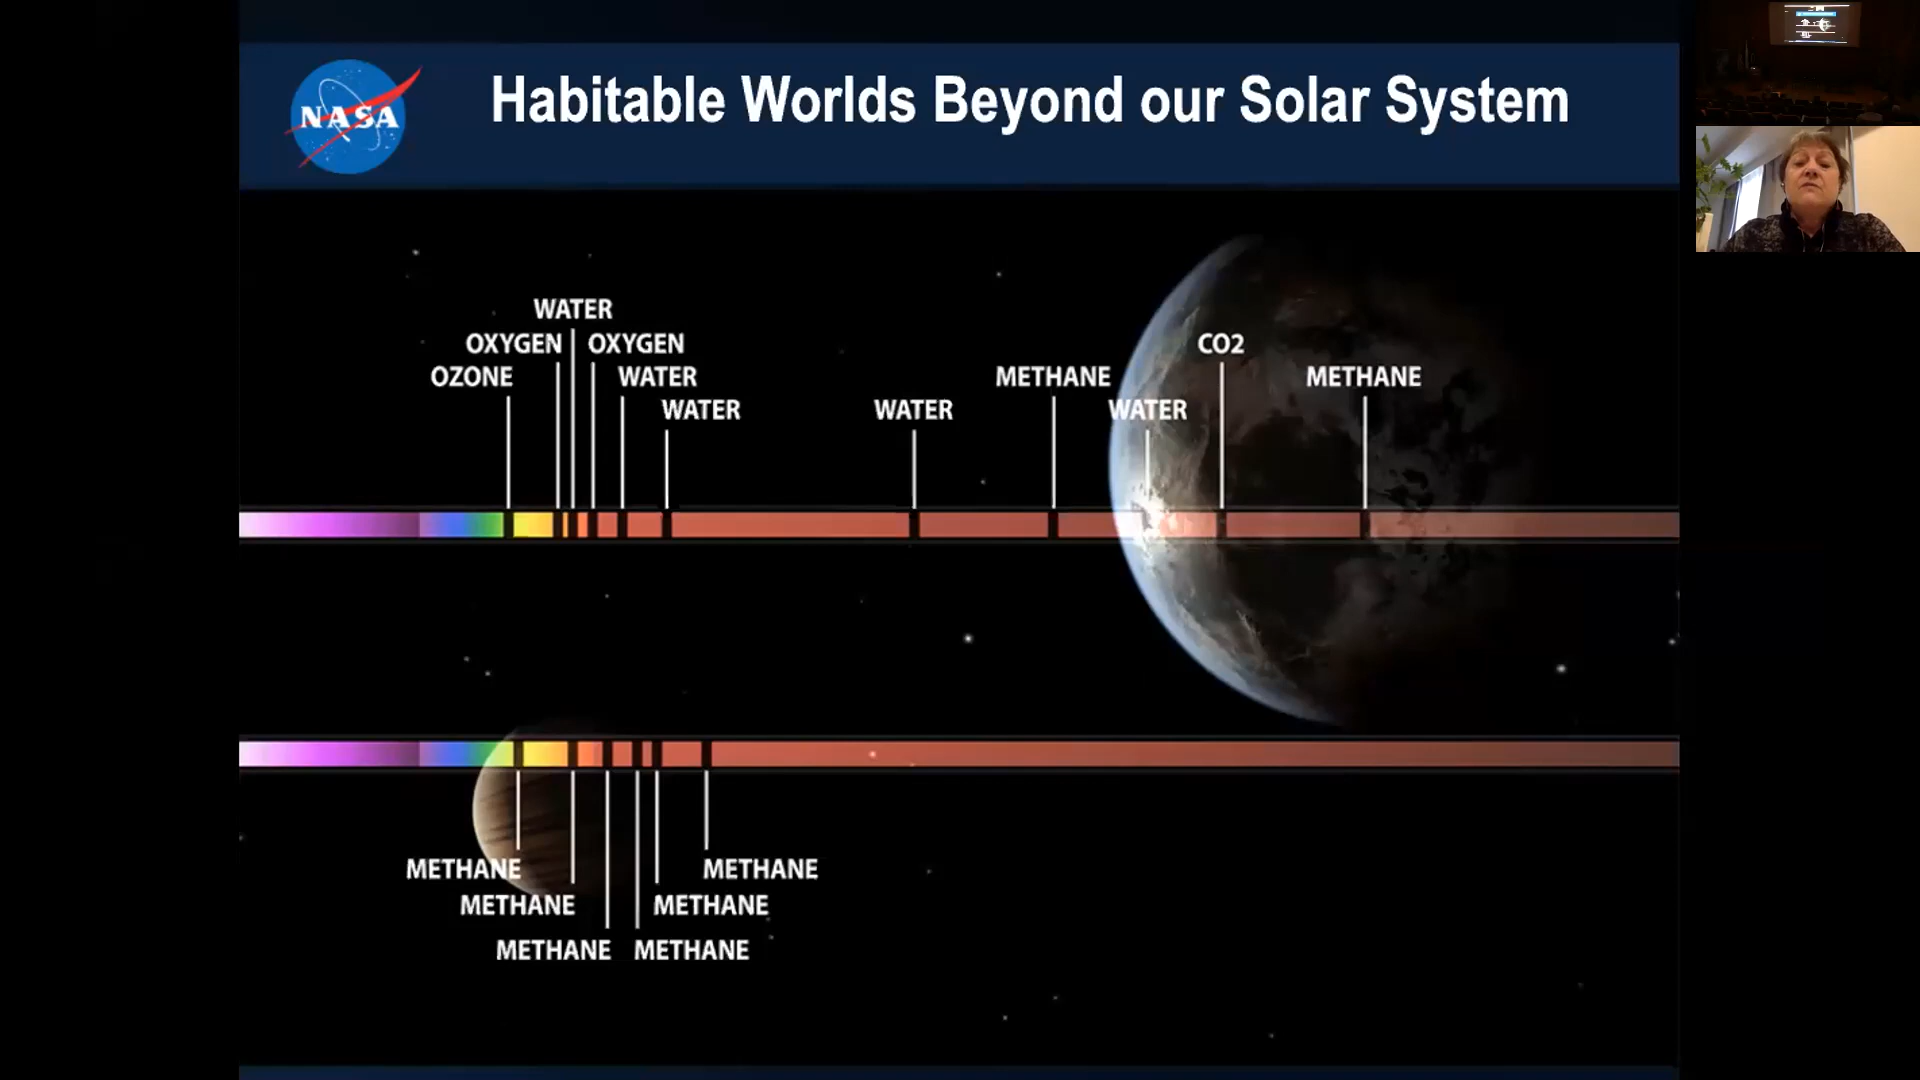 NASA
Habitable Worlds Beyond our Solar System
WATER
OXYGEN OXYGEN CO2
OZONE WATER METHANE METHANE
WATER WATER WATER
METHANE METHANE
METHANE METHANE
METHANE METHANE